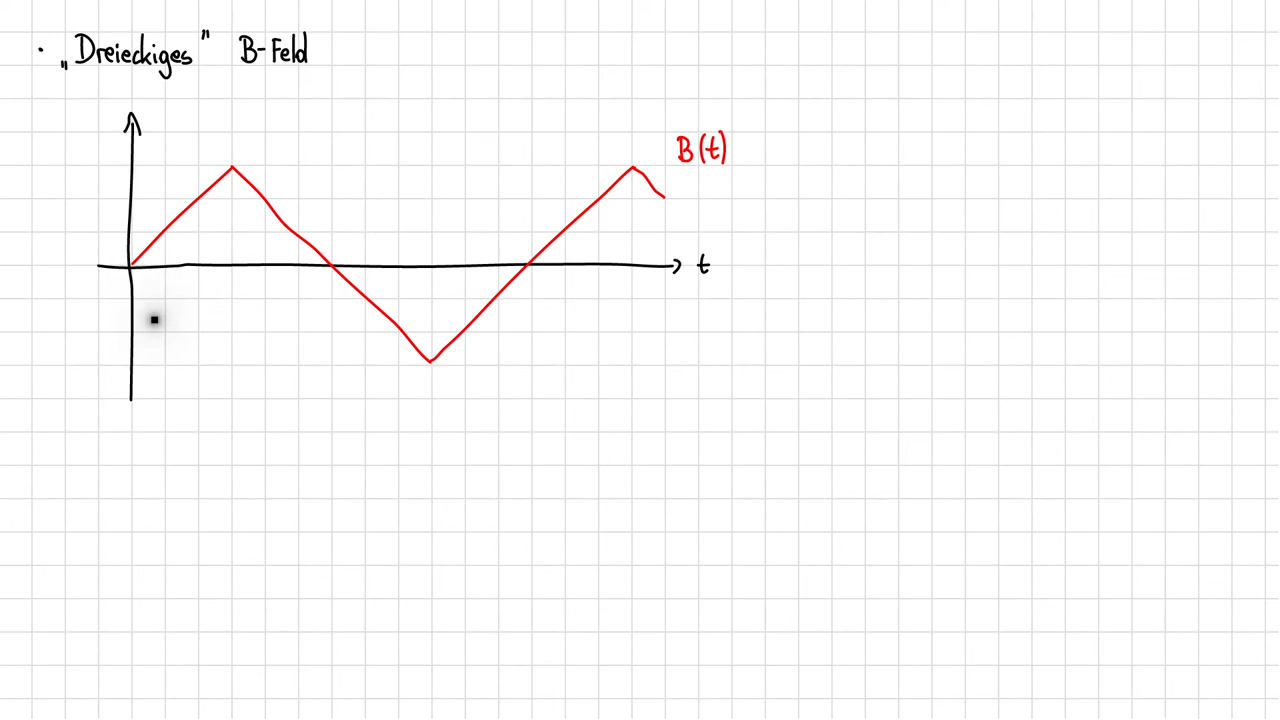 · „Dreieckiges" B-Feld
B(t)
t